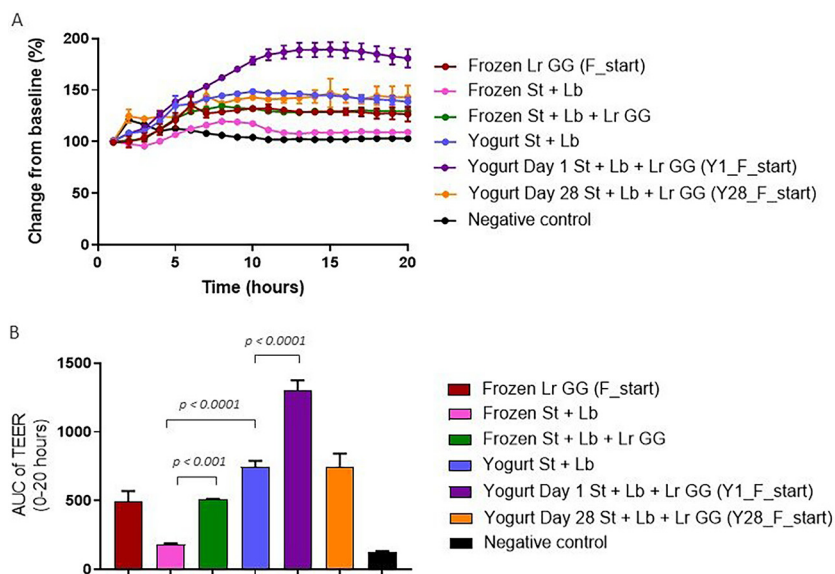 A
Change from baseline (%)
200
150
100
50
0
0
5
10
15
20
Time (hours)
Frozen Lr GG (F_start)
Frozen St + Lb
Frozen St + Lb + Lr GG
Yogurt St + Lb
Yogurt Day 1 St + Lb + Lr GG (Y1_F_start)
Yogurt Day 28 St + Lb + Lr GG (Y28_F_start)
Negative control
B
AUC of TEER
(0-20 hours)
1500
1000
500
0
p < 0.0001
p < 0.0001
p < 0.001
Frozen Lr GG (F_start)
Frozen St + Lb
Frozen St + Lb + Lr GG
Yogurt St + Lb
Yogurt Day 1 St + Lb + Lr GG (Y1_F_start)
Yogurt Day 28 St + Lb + Lr GG (Y28_F_start)
Negative control